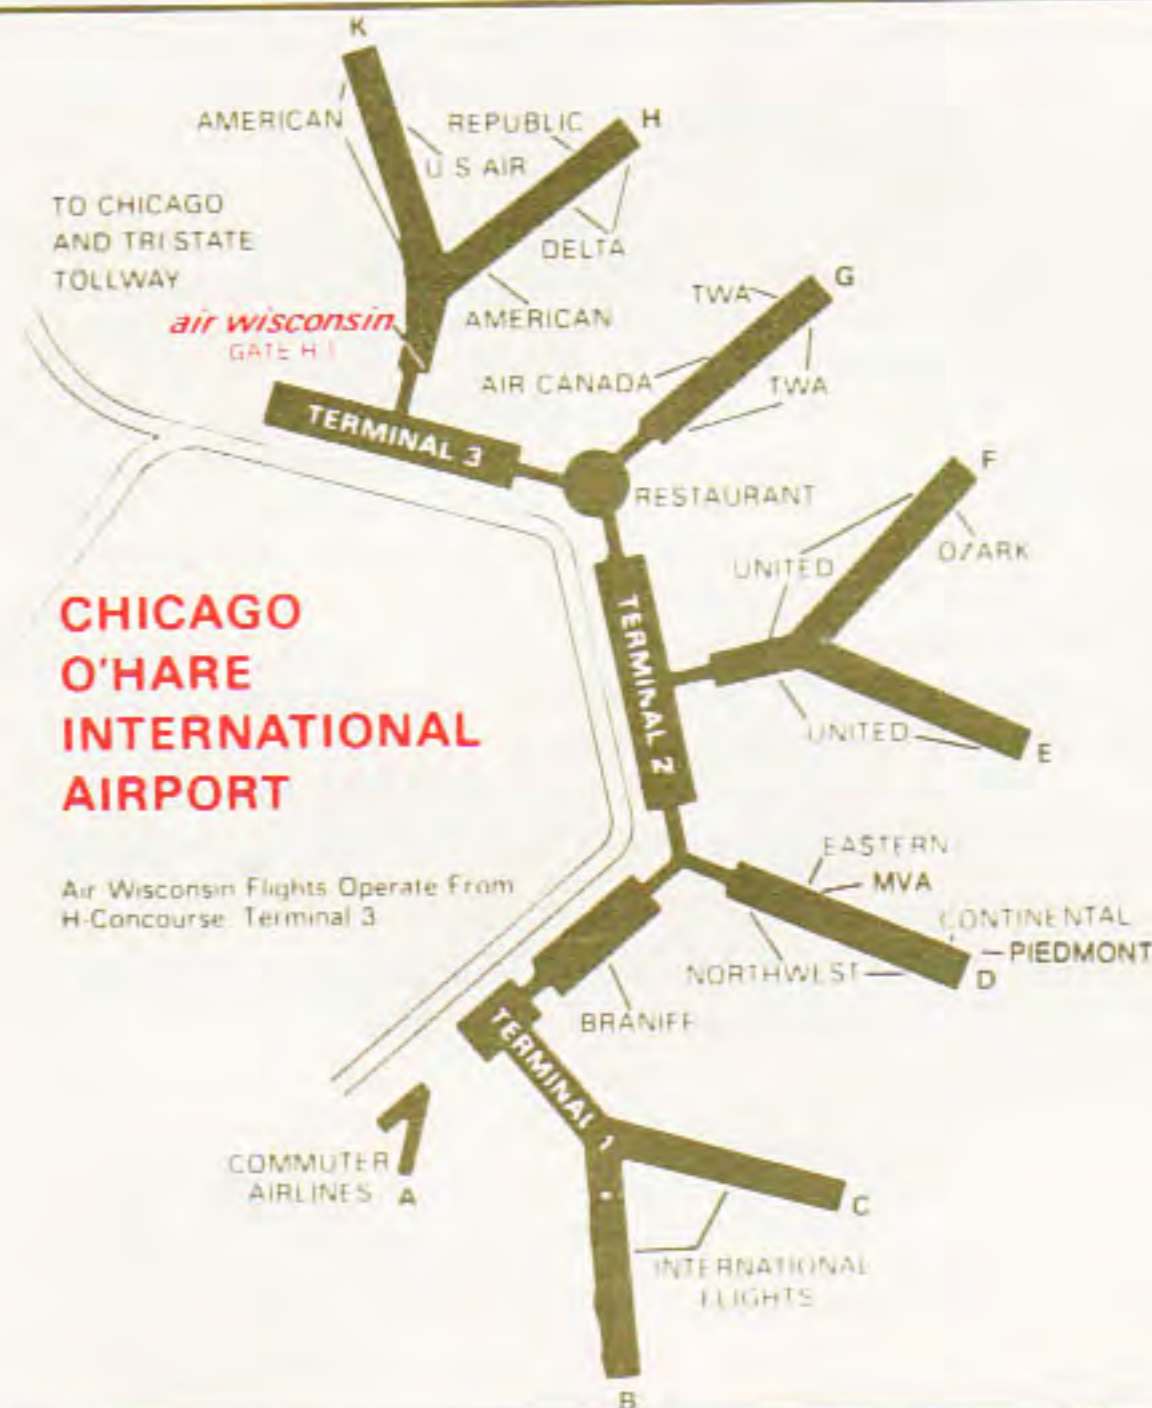 K
AMERICAN
REPUBLIC
H
U S AIR
TO CHICAGO
AND TRI STATE
TOLLWAY
DELTA
G
TWA
air wisconsin
GATE H 1
AMERICAN
AIR CANADA
TWA
TERMINAL 3
F
RESTAURANT
OZARK
UNITED
CHICAGO
O'HARE
INTERNATIONAL
AIRPORT
TERMINAL 2
UNITED
E
EASTERN
MVA
Air Wisconsin Flights Operate From
H-Concourse Terminal 3
CONTINENTAL
PIEDMONT
NORTHWEST
D
BRANIFF
TERMINAL 1
COMMUTER
AIRLINES
A
C
INTERNATIONAL
FLIGHTS
B